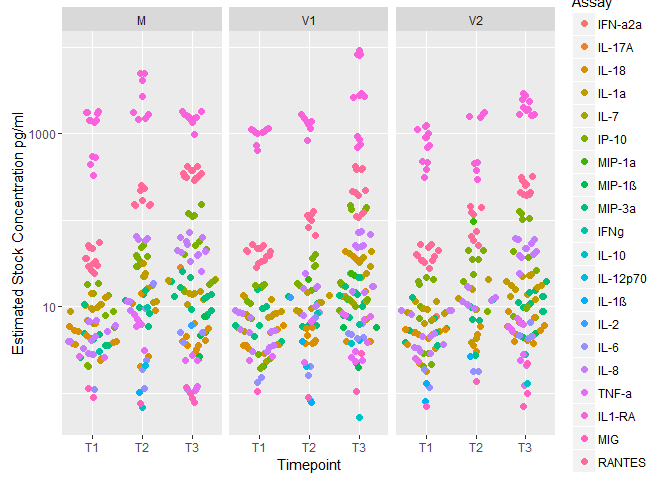 Assay
M V1 V2
IFN-a2a
IL-17A
IL-18
IL-1a
IL-7
IP-10
MIP-1a
MIP-1ß
MIP-3a
IFNg
IL-10
IL-12p70
IL-1ß
IL-2
IL-6
IL-8
TNF-a
IL1-RA
MIG
RANTES
Estimated Stock Concentration pg/ml
1000
10
T1 T2 T3 T1 T2 T3 T1 T2 T3
Timepoint